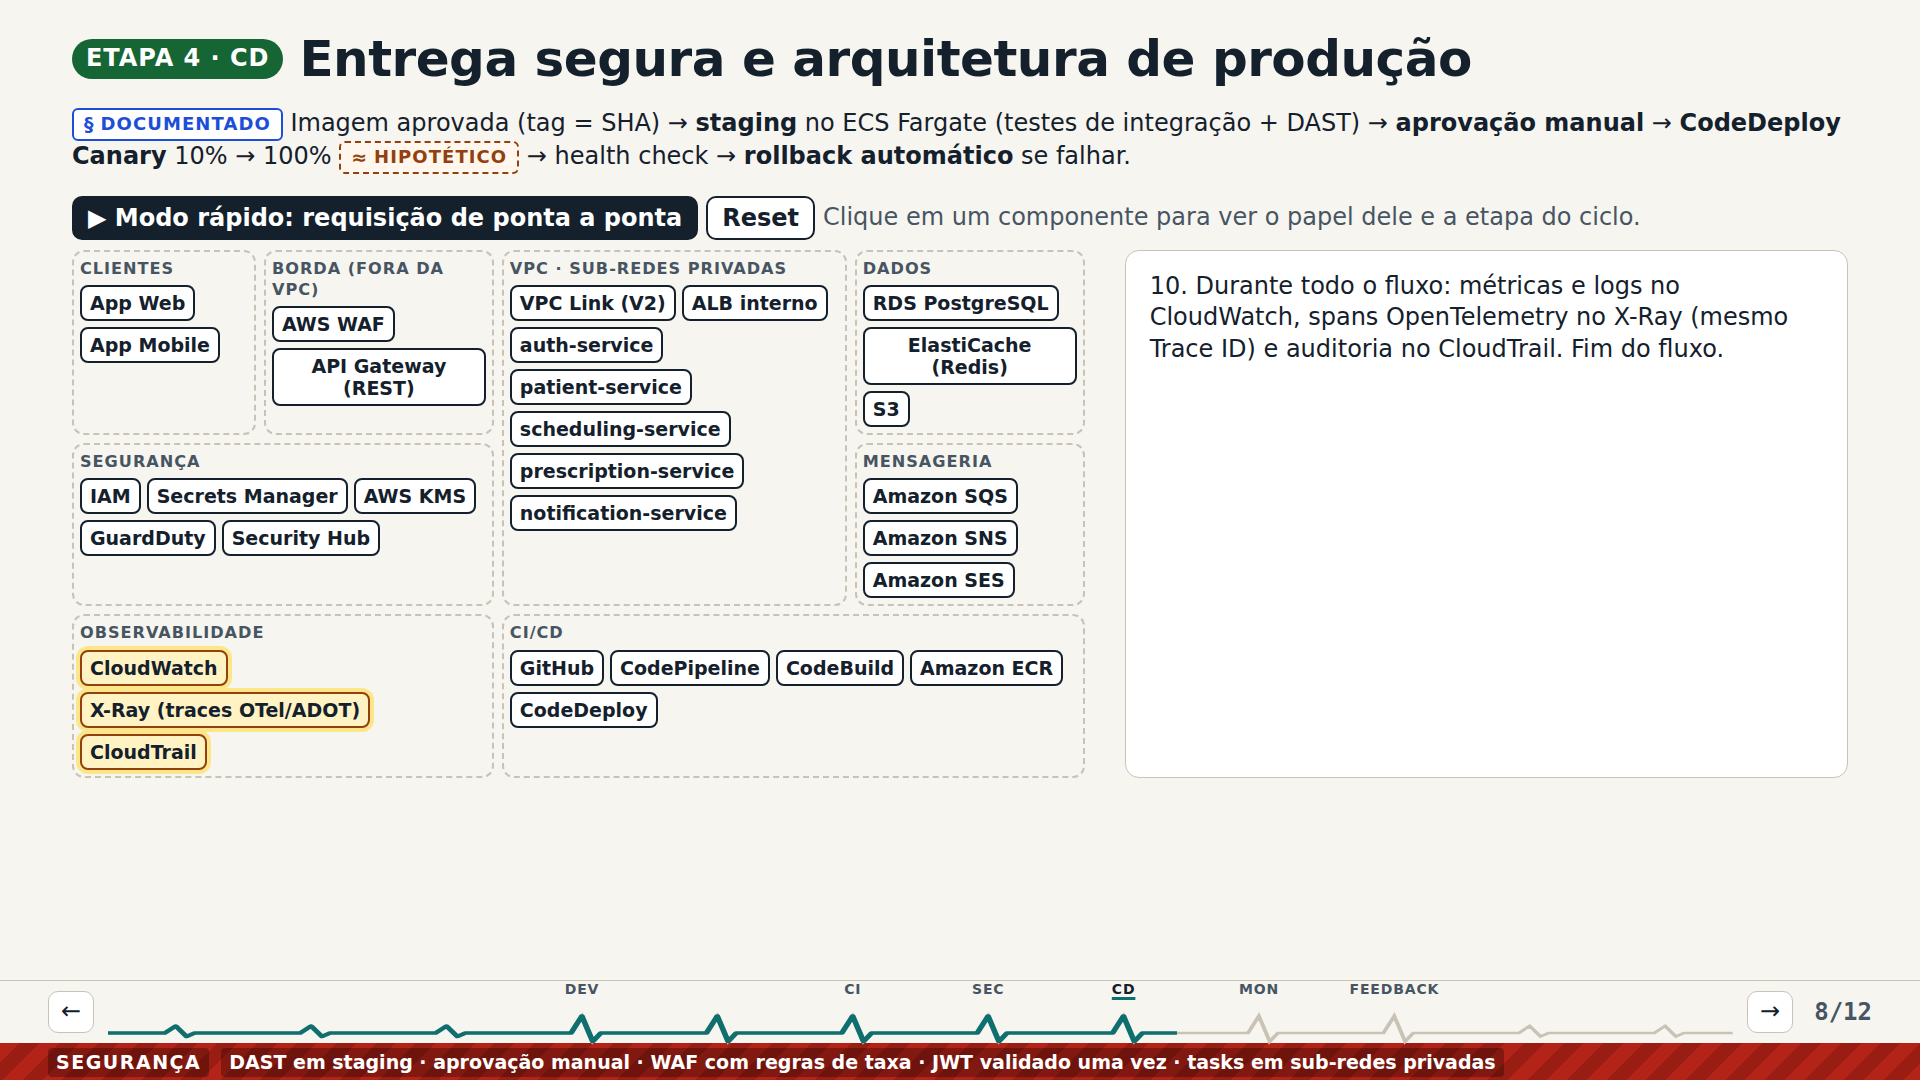 ETAPA 4 · CD Entrega segura e arquitetura de produção
§ DOCUMENTADO Imagem aprovada (tag = SHA) → staging no ECS Fargate (testes de integração + DAST) → aprovação manual → CodeDeploy
Canary 10% → 100% ≈ HIPOTÉTICO → health check → rollback automático se falhar.
▶ Modo rápido: requisição de ponta a ponta Reset Clique em um componente para ver o papel dele e a etapa do ciclo.
CLIENTES
App Web
App Mobile
BORDA (FORA DA
VPC)
AWS WAF
API Gateway
(REST)
VPC · SUB-REDES PRIVADAS
VPC Link (V2) ALB interno
auth-service
patient-service
scheduling-service
prescription-service
notification-service
DADOS
RDS PostgreSQL
ElastiCache
(Redis)
S3
SEGURANÇA
IAM Secrets Manager AWS KMS
GuardDuty Security Hub
MENSAGERIA
Amazon SQS
Amazon SNS
Amazon SES
OBSERVABILIDADE
CloudWatch
X-Ray (traces OTel/ADOT)
CloudTrail
CI/CD
GitHub CodePipeline CodeBuild Amazon ECR
CodeDeploy
10. Durante todo o fluxo: métricas e logs no
CloudWatch, spans OpenTelemetry no X-Ray (mesmo
Trace ID) e auditoria no CloudTrail. Fim do fluxo.
← DEV CI SEC CD MON FEEDBACK → 8/12
SEGURANÇA DAST em staging · aprovação manual · WAF com regras de taxa · JWT validado uma vez · tasks em sub-redes privadas